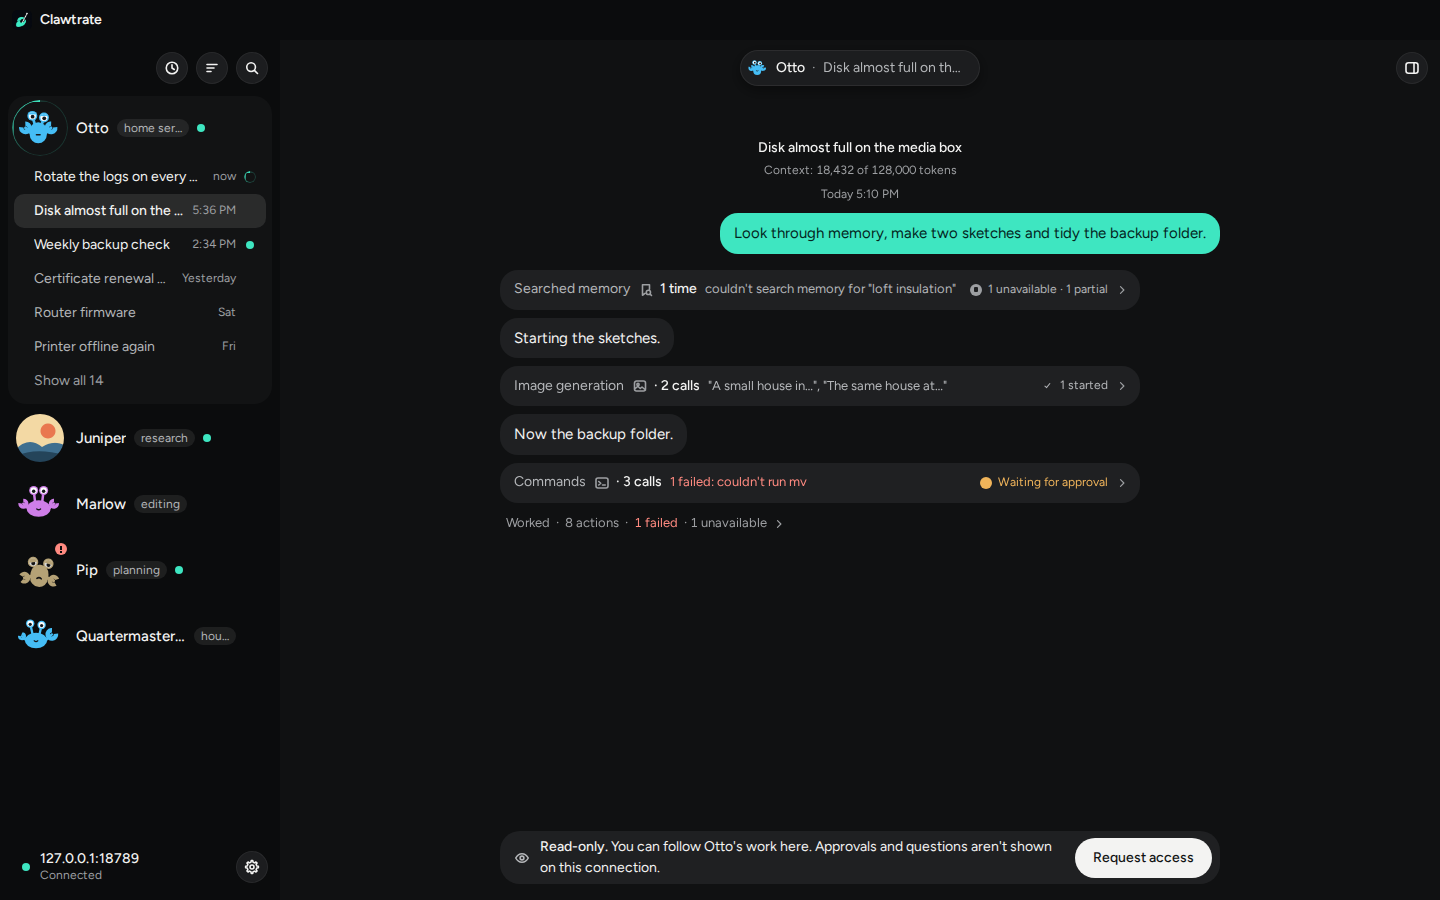 Clawtrate
Otto · Disk almost full on th...
Otto home ser...
Rotate the logs on every ... now
Disk almost full on the ... 5:36 PM
Weekly backup check 2:34 PM
Certificate renewal ... Yesterday
Router firmware Sat
Printer offline again Fri
Show all 14
Juniper research
Marlow editing
Pip planning
Quartermaster... hou...
127.0.0.1:18789
Connected
Disk almost full on the media box
Context: 18,432 of 128,000 tokens
Today 5:10 PM
Look through memory, make two sketches and tidy the backup folder.
Searched memory 1 time couldn't search memory for "loft insulation" 1 unavailable · 1 partial
Starting the sketches.
Image generation · 2 calls "A small house in...", "The same house at..." 1 started
Now the backup folder.
Commands · 3 calls 1 failed: couldn't run mv Waiting for approval
Worked · 8 actions · 1 failed · 1 unavailable
Read-only. You can follow Otto's work here. Approvals and questions aren't shown
on this connection.
Request access